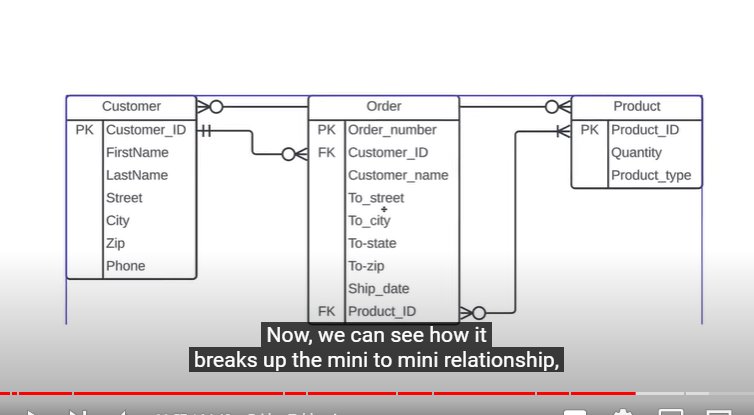 Customer
PK Customer_ID
FirstName
LastName
Street
City
Zip
Phone
Order
PK Order_number
FK Customer_ID
Customer_name
To_street
To_city
To-state
To-zip
Ship_date
FK Product_ID
Product
PK Product_ID
Quantity
Product_type
Now, we can see how it
breaks up the mini to mini relationship,